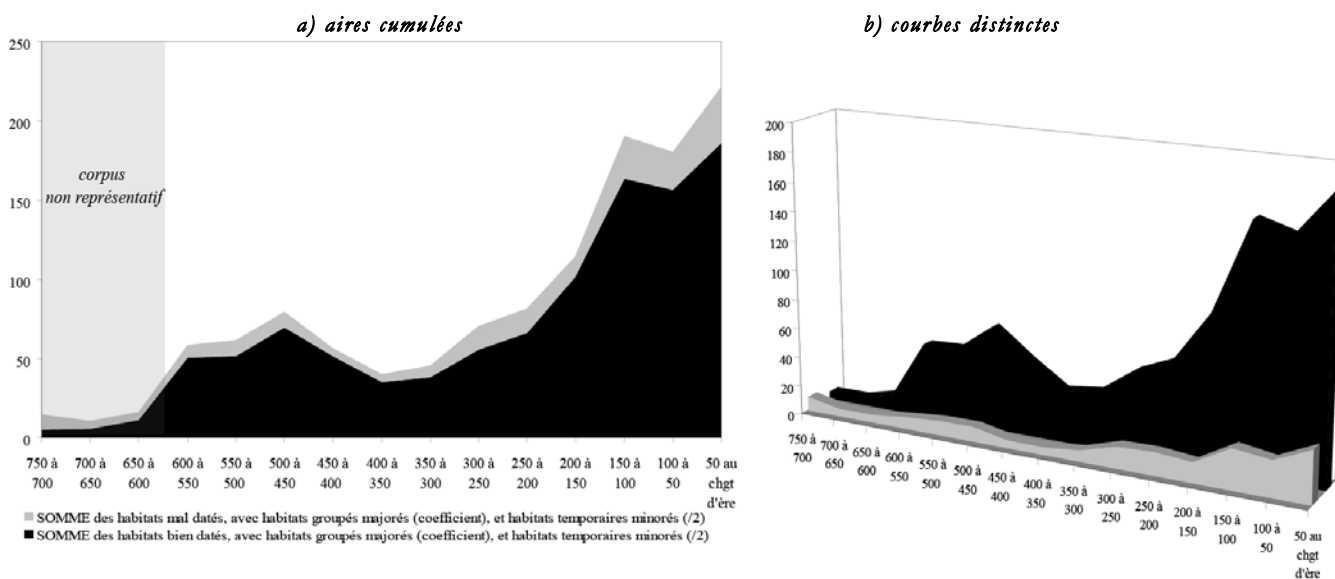 a) aires cumulées
250
200
150
100
50
0
corpus
non représentatif
750 à 700 à 650 à 600 à 550 à 500 à 450 à 400 à 350 à 300 à 250 à 200 à 150 à 100 à 50 au
700 650 600 550 500 450 400 350 300 250 200 150 100 50 chgt
d'ère
SOMME des habitats mal datés, avec habitats groupés majorés (coefficient), et habitats temporaires minorés (/2)
SOMME des habitats bien datés, avec habitats groupés majorés (coefficient), et habitats temporaires minorés (/2)
b) courbes distinctes
200
180
160
140
120
100
80
60
40
20
0
750 à 700 à 650 à 600 à 550 à 500 à 450 à 400 à 350 à 300 à 250 à 200 à 150 à 100 à 50 au
700 650 600 550 500 450 400 350 300 250 200 150 100 50 chgt
d'ère